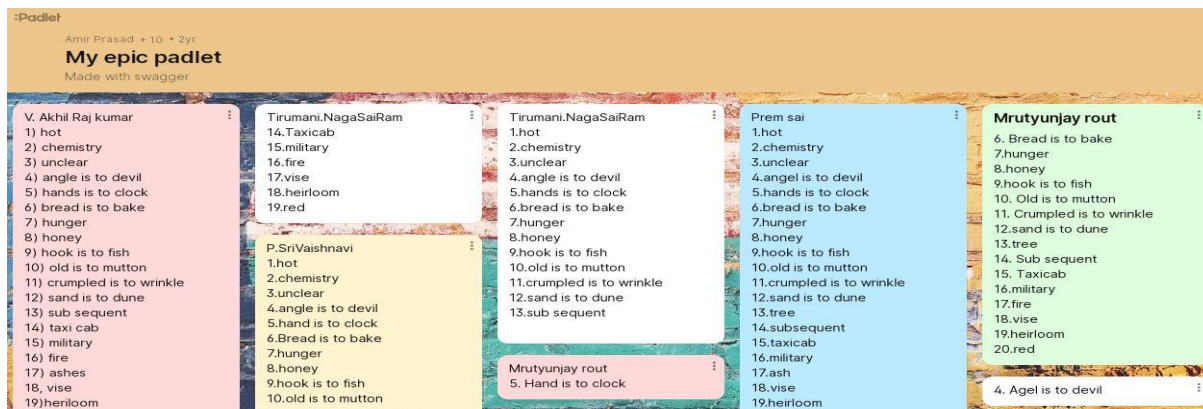 :Padlet
Amir Prasad + 10 • 2yr
My epic padlet
Made with swagger
V. Akhil Raj kumar
1) hot
2) chemistry
3) unclear
4) angle is to devil
5) hands is to clock
6) bread is to bake
7) hunger
8) honey
9) hook is to fish
10) old is to mutton
11) crumpled is to wrinkle
12) sand is to dune
13) sub sequent
14) taxi cab
15) military
16) fire
17) ashes
18, vise
19)heriloom
Tirumani.NagaSaiRam
14.Taxicab
15.military
16.fire
17.vise
18.heirloom
19.red
P.SriVaishnavi
1.hot
2.chemistry
3.unclear
4.angle is to devil
5.hand is to clock
6.Bread is to bake
7.hunger
8.honey
9.hook is to fish
10.old is to mutton
Tirumani.NagaSaiRam
1.hot
2.chemistry
3.unclear
4.angle is to devil
5.hands is to clock
6.bread is to bake
7.hunger
8.honey
9.hook is to fish
10.old is to mutton
11.crumpled is to wrinkle
12.sand is to dune
13.sub sequent
Mrutyunjay rout
5. Hand is to clock
Prem sai
1.hot
2.chemistry
3.unclear
4.angel is to devil
5.hands is to clock
6.bread is to bake
7.hunger
8.honey
9.hook is to fish
10.old is to mutton
11.crumpled is to wrinkle
12.sand is to dune
13.tree
14.subsequent
15.taxicab
16.military
17.ash
18.vise
19.heirloom
Mrutyunjay rout
6. Bread is to bake
7.hunger
8.honey
9.hook is to fish
10. Old is to mutton
11. Crumpled is to wrinkle
12.sand is to dune
13.tree
14. Sub sequent
15. Taxicab
16.military
17.fire
18.vise
19.heirloom
20.red
4. Agel is to devil